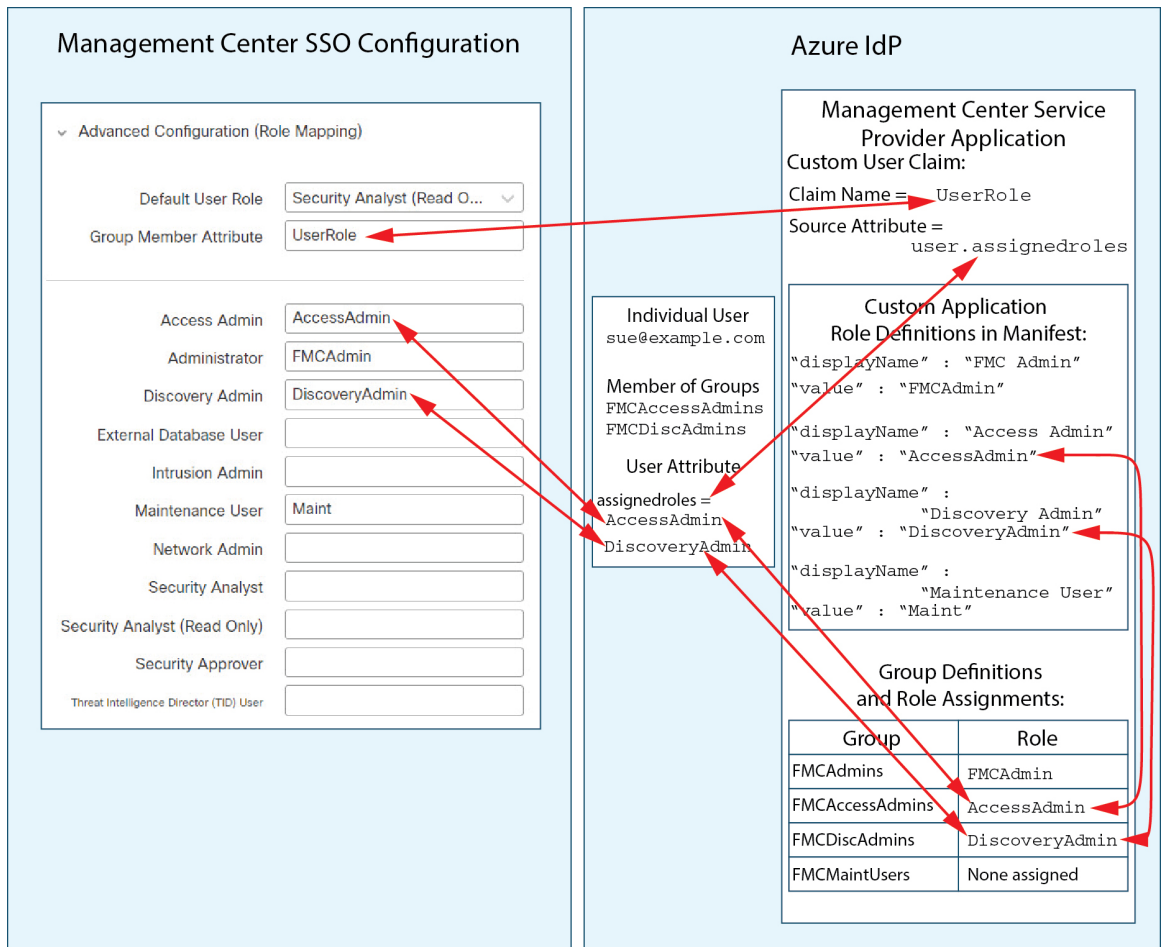 Management Center SSO Configuration
Advanced Configuration (Role Mapping)
Default User Role
Security Analyst (Read O...
Group Member Attribute
UserRole
Access Admin
AccessAdmin
Administrator
FMCAdmin
Discovery Admin
DiscoveryAdmin
External Database User
Intrusion Admin
Maintenance User
Maint
Network Admin
Security Analyst
Security Analyst (Read Only)
Security Approver
Threat Intelligence Director (TID) User
Azure IdP
Individual User
sue@example.com
Member of Groups
FMCAccessAdmins
FMCDiscAdmins
User Attribute
assignedroles =
AccessAdmin
DiscoveryAdmin
Management Center Service
Provider Application
Custom User Claim:
Claim Name = UserRole
Source Attribute =
user.assignedroles
Custom Application
Role Definitions in Manifest:
“displayName” : “FMC Admin”
“value” : “FMCAdmin”
“displayName” : “Access Admin”
“value” : “AccessAdmin”
“displayName” :
“Discovery Admin”
“value” : “DiscoveryAdmin”
“displayName” :
“Maintenance User”
“value” : “Maint”
Group Definitions
and Role Assignments:
Group Role
FMCAdmins FMCAdmin
FMCAccessAdmins AccessAdmin
FMCDiscAdmins DiscoveryAdmin
FMCMaintUsers None assigned